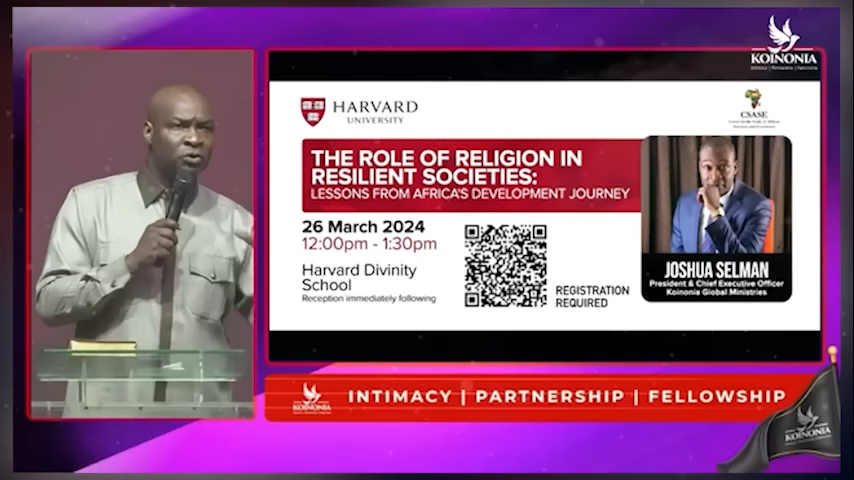 KOINONIA
HARVARD
UNIVERSITY
CSASE
THE ROLE OF RELIGION IN
RESILIENT SOCIETIES:
LESSONS FROM AFRICA'S DEVELOPMENT JOURNEY
26 March 2024
12:00pm - 1:30pm
Harvard Divinity
School
Reception immediately following
REGISTRATION
REQUIRED
JOSHUA SELMAN
President & Chief Executive Officer
Koinonia Global Ministries
KOINONIA
INTIMACY | PARTNERSHIP | FELLOWSHIP
KOINONIA